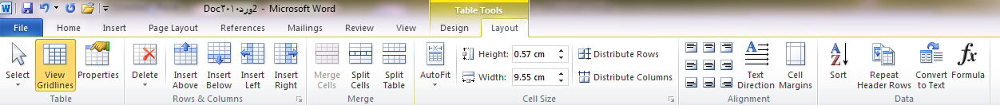 Doc2ورد٢٠١٠ - Microsoft Word
Table Tools
File Home Insert Page Layout References Mailings Review View Design Layout
Select
View Gridlines
Properties
Table
Delete
Insert Above
Insert Below
Insert Left
Insert Right
Rows & Columns
Merge Cells
Split Cells
Split Table
Merge
AutoFit
Height: 0.57 cm
Width: 9.55 cm
Distribute Rows
Distribute Columns
Cell Size
Text Direction
Cell Margins
Alignment
Sort
Repeat Header Rows
Convert to Text
Formula
Data